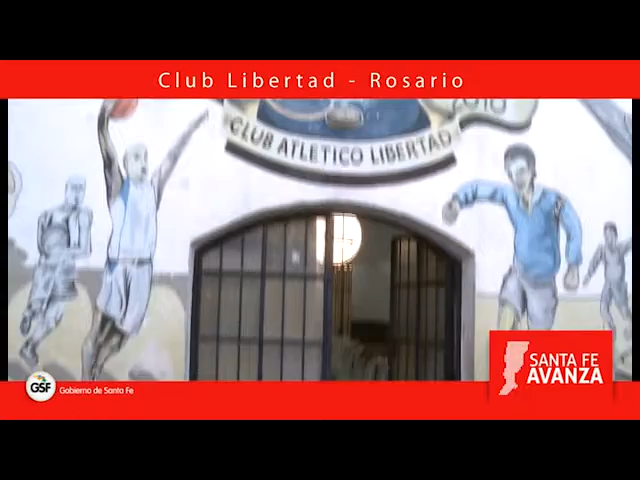 Club Libertad - Rosario
2010
CLUB ATLETICO LIBERTAD
SANTA FE
AVANZA
GSF
Gobierno de Santa Fe